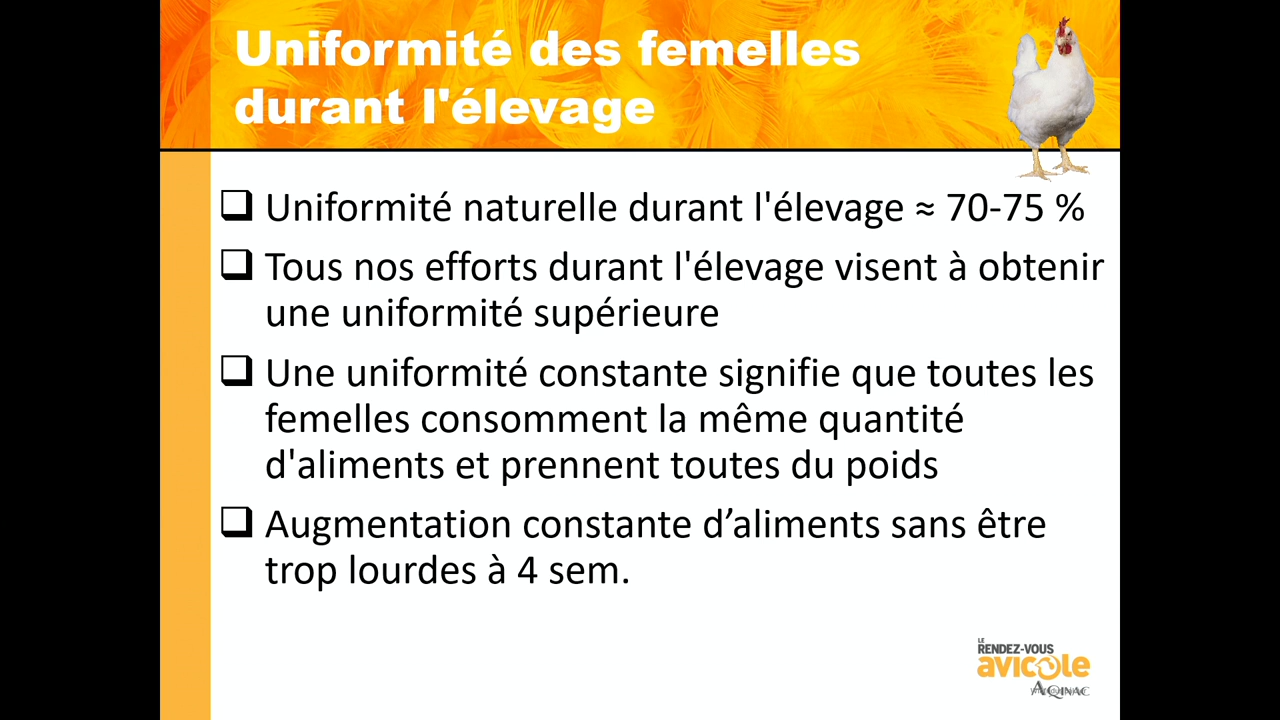 Uniformité des femelles
durant l'élevage
❑ Uniformité naturelle durant l'élevage ≈ 70-75 %
❑ Tous nos efforts durant l'élevage visent à obtenir
une uniformité supérieure
❑ Une uniformité constante signifie que toutes les
femelles consomment la même quantité
d'aliments et prennent toutes du poids
❑ Augmentation constante d’aliments sans être
trop lourdes à 4 sem.
LE
RENDEZ-VOUS
avicole
AQINAC